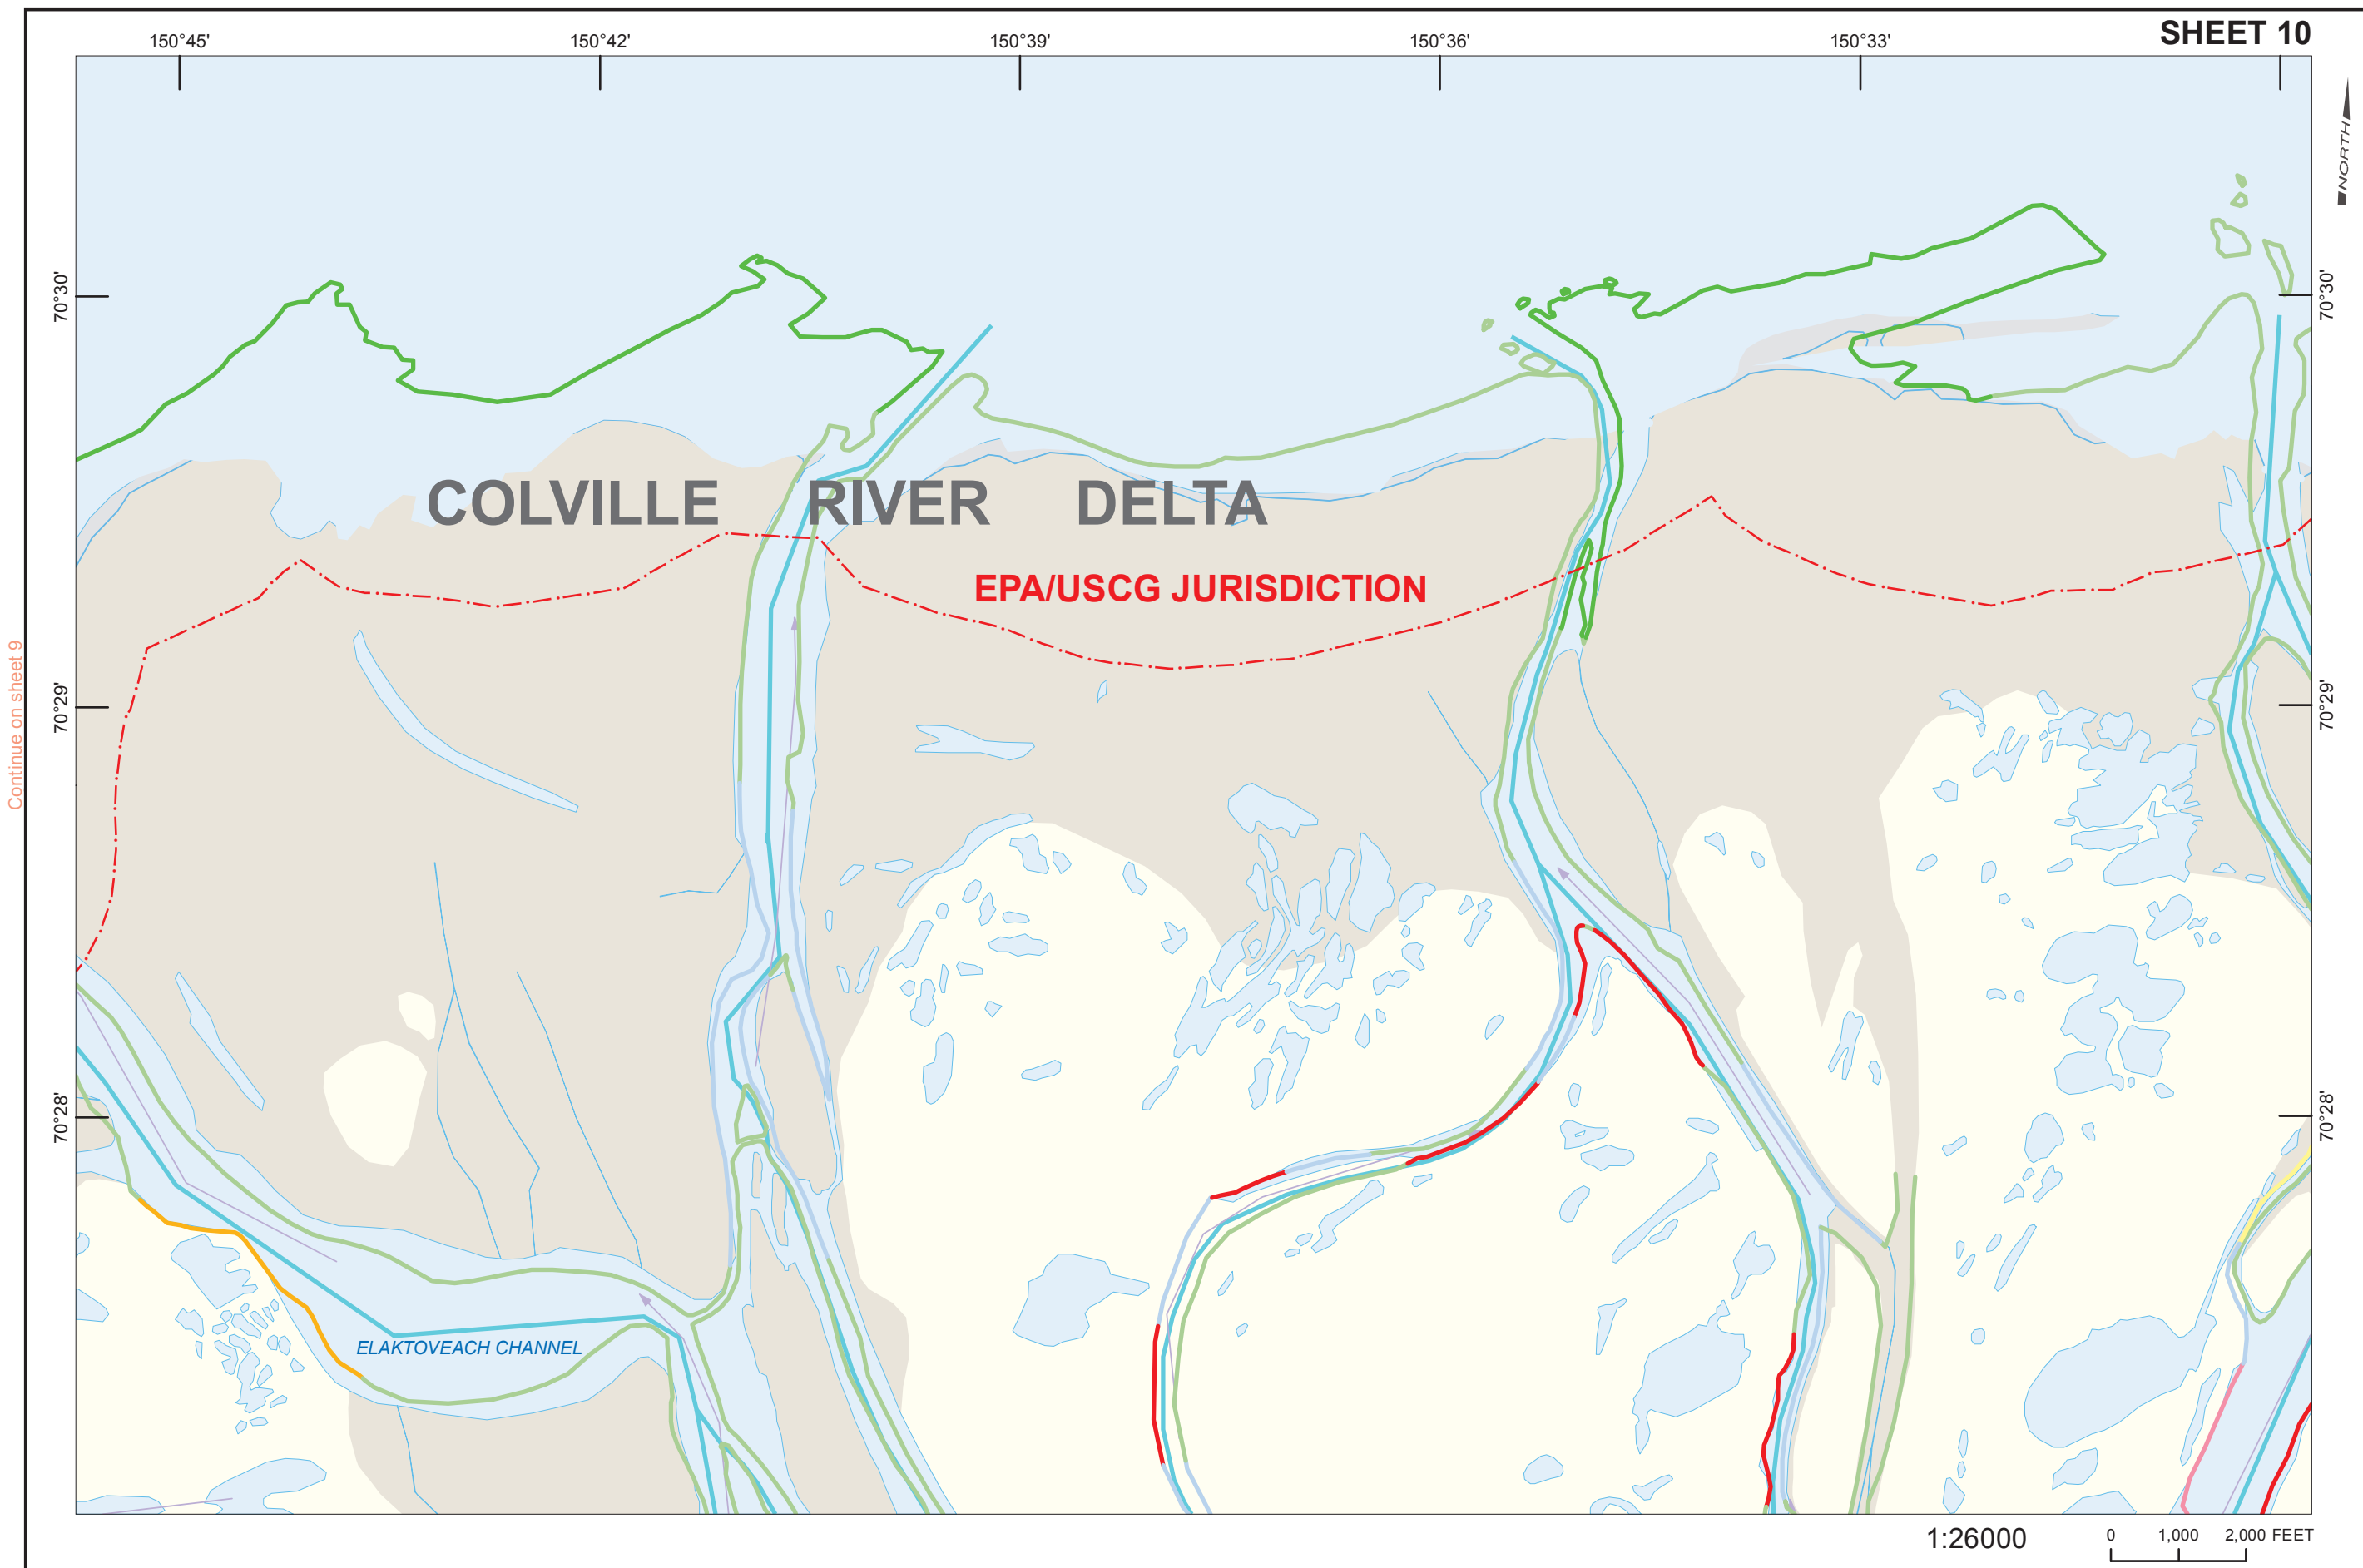 SHEET 10
150°45'
150°42'
150°39'
150°36'
150°33'
NORTH
70°30'
70°30'
COLVILLE RIVER DELTA
EPA/USCG JURISDICTION
Continue on sheet 9
70°29'
70°29'
70°28'
70°28'
ELAKTOVEACH CHANNEL
1:26000
0 1,000 2,000 FEET